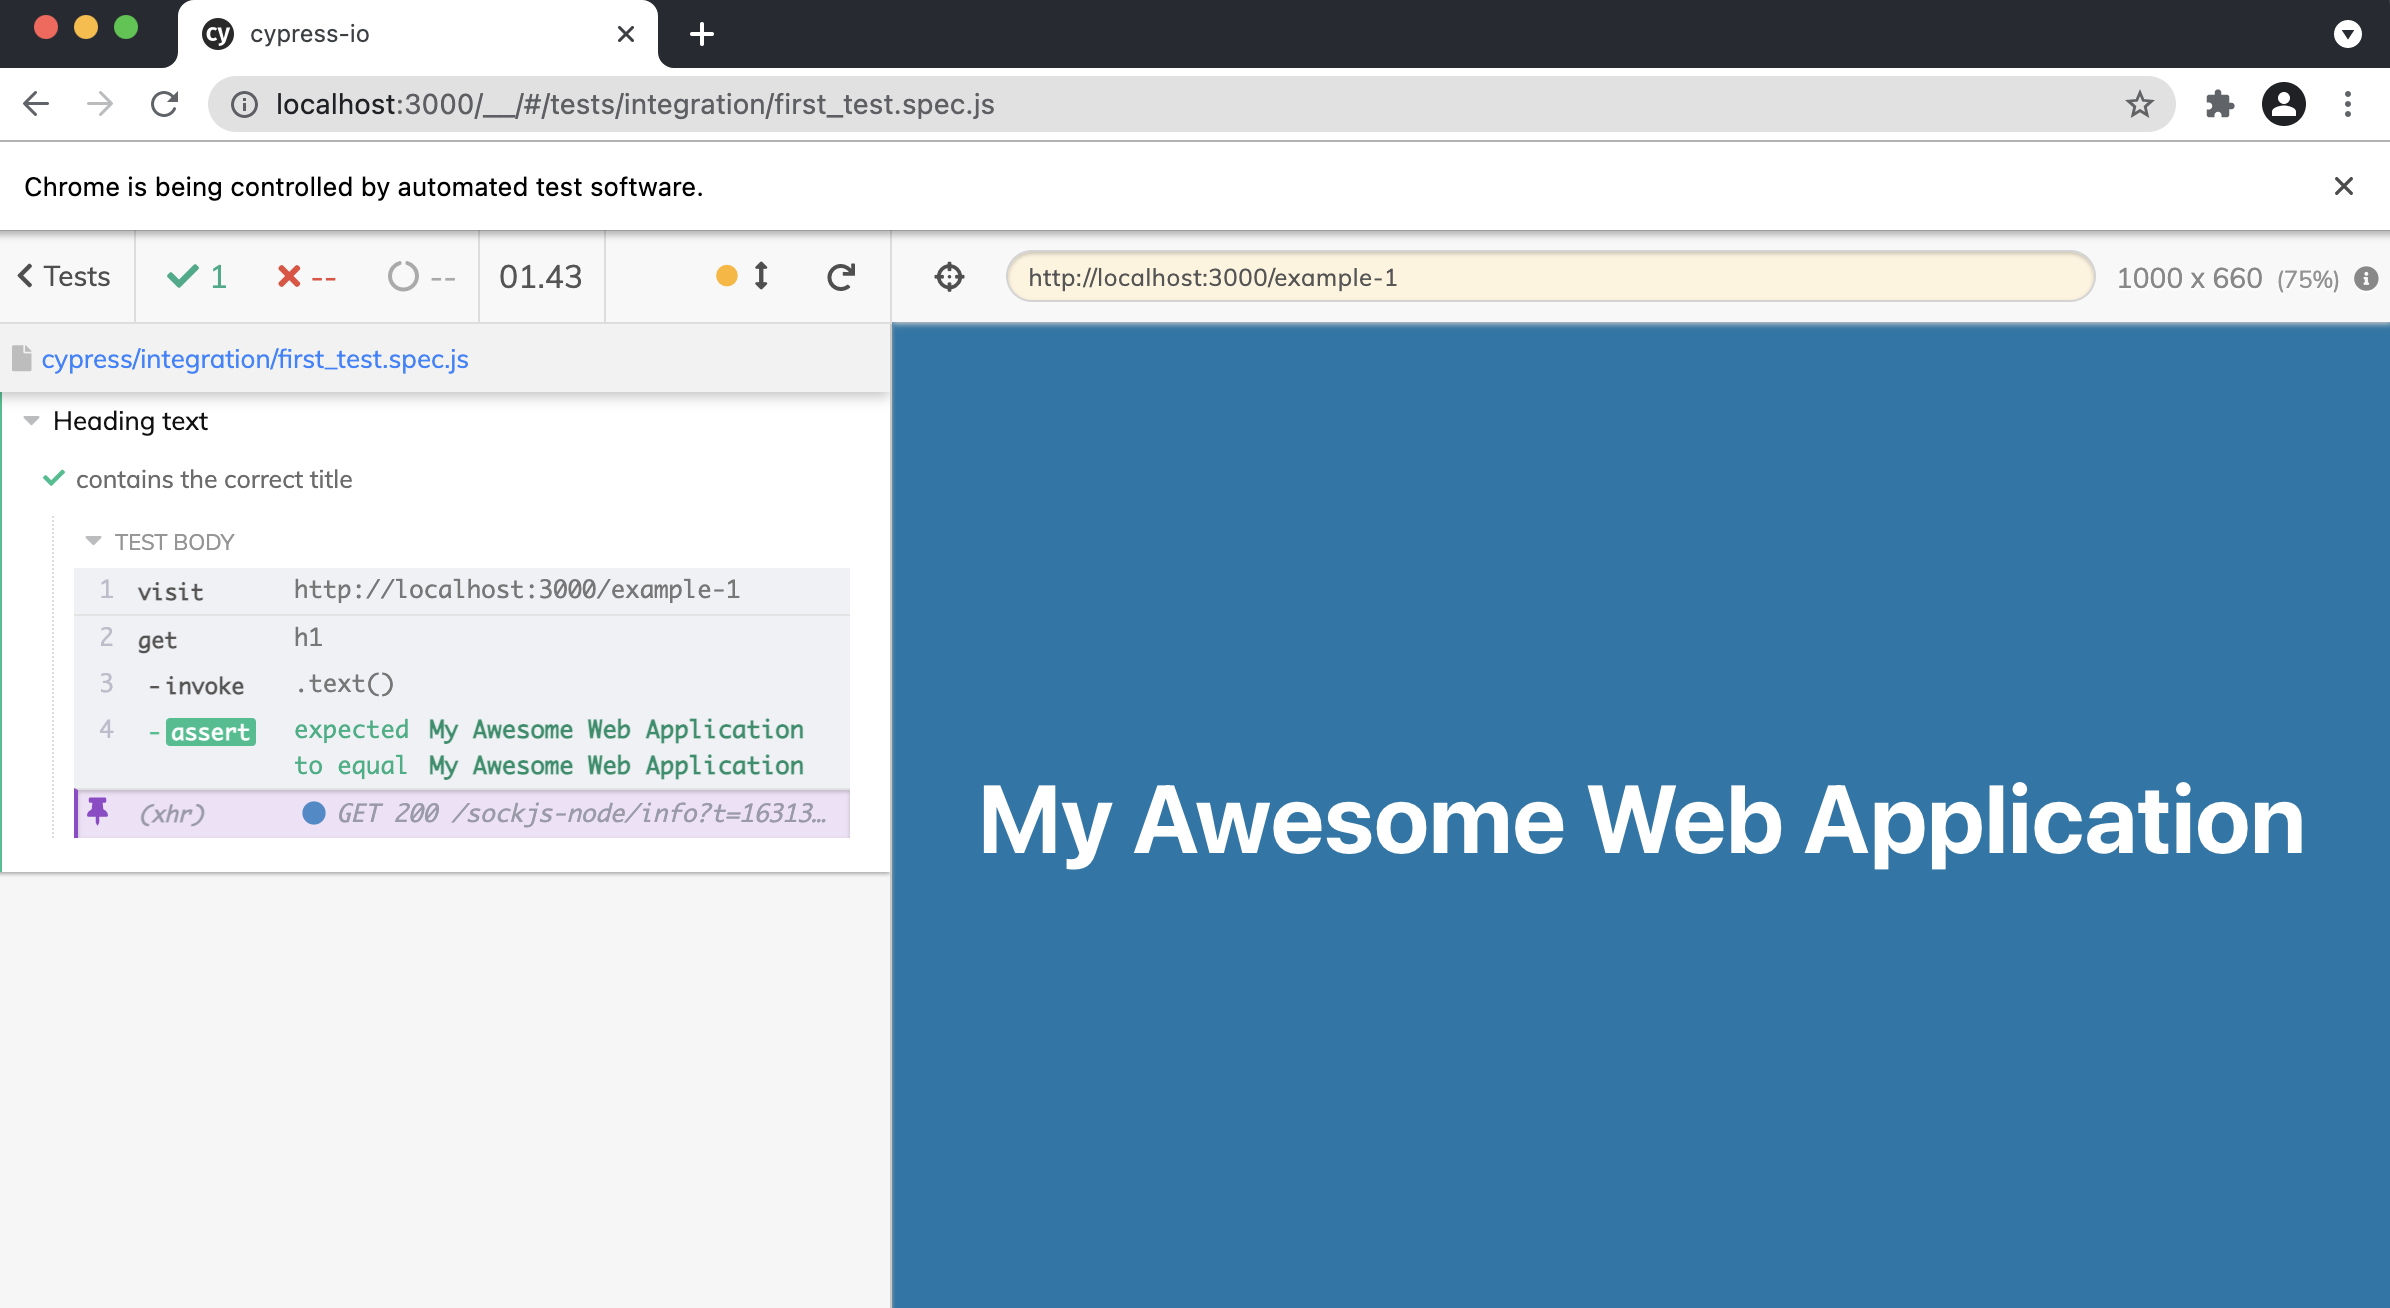 cy cypress-io
localhost:3000/__/#/tests/integration/first_test.spec.js
Chrome is being controlled by automated test software.
Tests 1 -- -- 01.43
http://localhost:3000/example-1 1000 x 660 (75%)
cypress/integration/first_test.spec.js
Heading text
contains the correct title
TEST BODY
1 visit http://localhost:3000/example-1
2 get h1
3 -invoke .text()
4 -assert expected My Awesome Web Application
to equal My Awesome Web Application
(xhr) GET 200 /sockjs-node/info?t=16313...
My Awesome Web Application